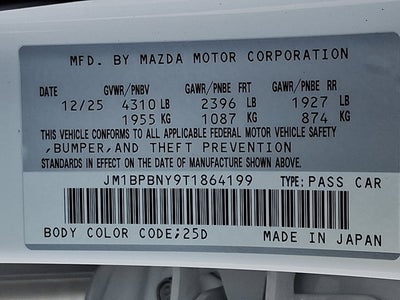 MFD. BY MAZDA MOTOR CORPORATION
DATE GVWR/PNBV GAWR/PNBE FRT GAWR/PNBE RR
12/25 4310 LB 2396 LB 1927 LB
1955 KG 1087 KG 874 KG
THIS VEHICLE CONFORMS TO ALL APPLICABLE FEDERAL MOTOR VEHICLE SAFETY
,BUMPER,AND THEFT PREVENTION
STANDARDS IN EFFECT ON THE DATE OF MANUFACTURE SHOWN ABOVE.
JM1BPBNY9T1864199 TYPE:PASS CAR
BODY COLOR CODE;25D MADE IN JAPAN